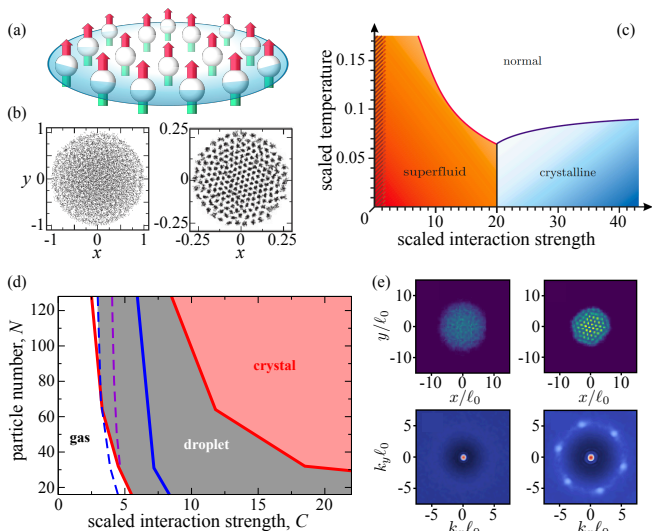 (a)
(b)
1
y 0
-1
-1 0 1
x
0.25
0
-0.25
-0.25 0 0.25
x
(c)
scaled temperature
0.15
0.1
0.05
0
normal
superfluid
crystalline
10 20 30 40
scaled interaction strength
(d)
particle number, N
120
100
80
60
40
20
gas
droplet
crystal
0 5 10 15 20
scaled interaction strength, C
(e)
y/ℓ₀
10
0
-10
-10 0 10
x/ℓ₀
-10 0 10
x/ℓ₀
k_yℓ₀
5
0
-5
-5 0 5
-5 0 5